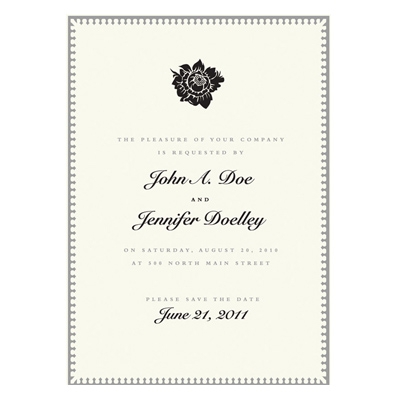 THE PLEASURE OF YOUR COMPANY
IS REQUESTED BY
John A. Doe
AND
Jennifer Doelley
ON SATURDAY, AUGUST 20, 2010
AT 300 NORTH MAIN STREET
PLEASE SAVE THE DATE
June 21, 2011